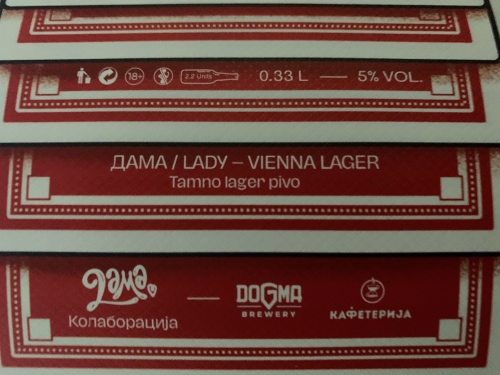 18+ 2.2 Units 0.33 L — 5% VOL.
ДАМА / LADY – VIENNA LAGER
Tamno lager pivo
Дама — DOGMA КАФЕТЕРИЈА
BREWERY
Колаборација